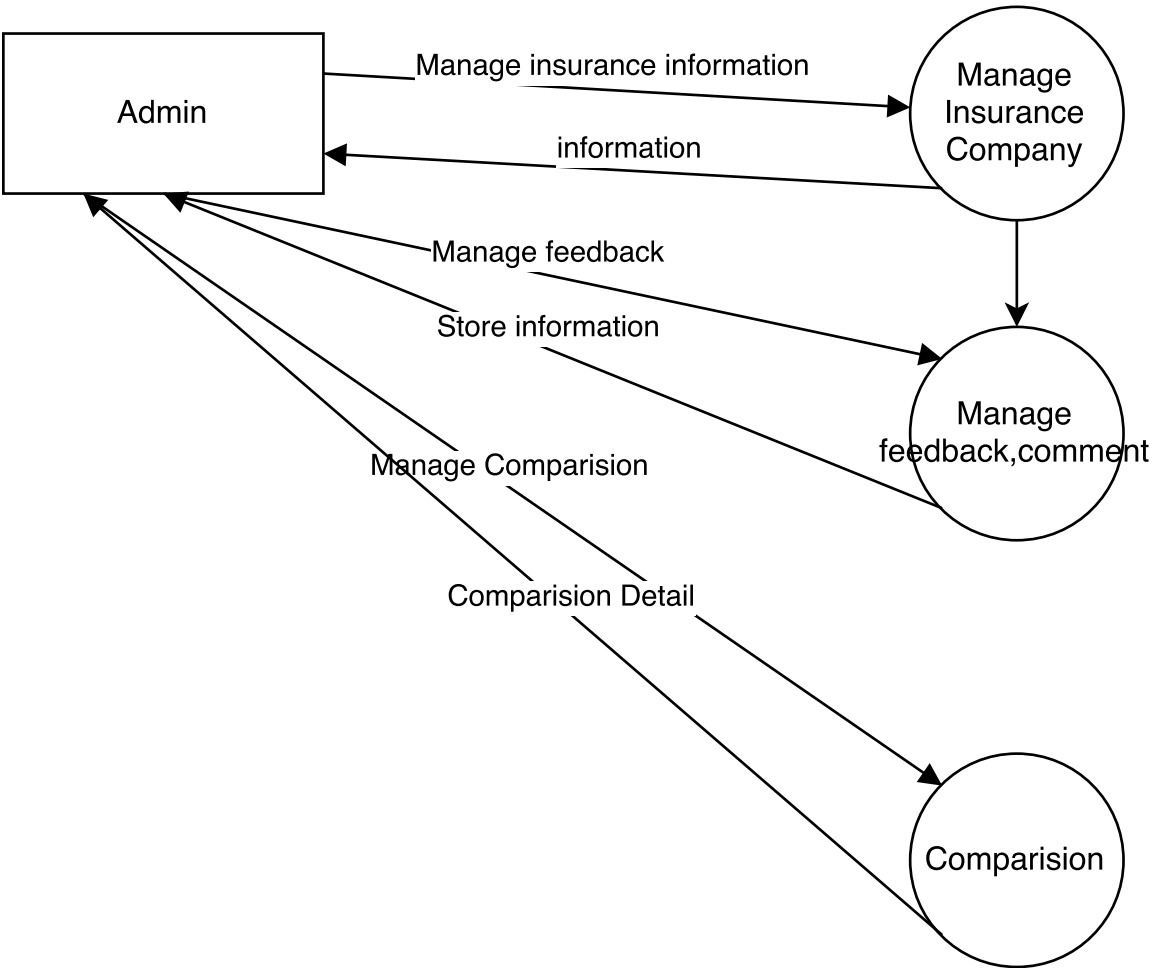 Admin
Manage insurance information
Manage
Insurance
Company
information
Manage feedback
Store information
Manage
feedback,comment
Manage Comparision
Comparision Detail
Comparision